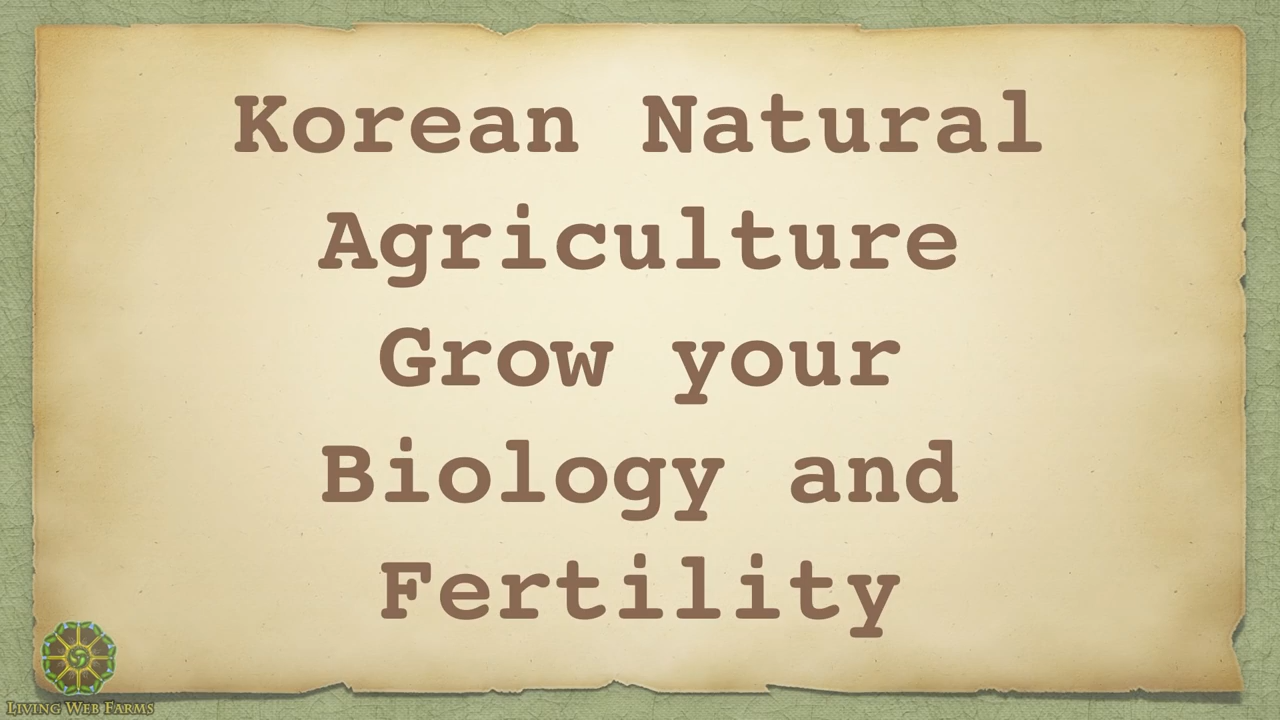 Korean Natural
Agriculture
Grow your
Biology and
Fertility
Living Web Farms